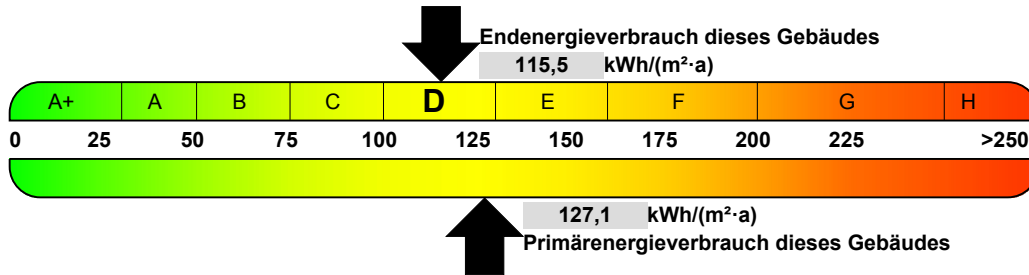 Endenergieverbrauch dieses Gebäudes
115,5 kWh/(m²·a)
A+ A B C D E F G H
0 25 50 75 100 125 150 175 200 225 >250
127,1 kWh/(m²·a)
Primärenergieverbrauch dieses Gebäudes